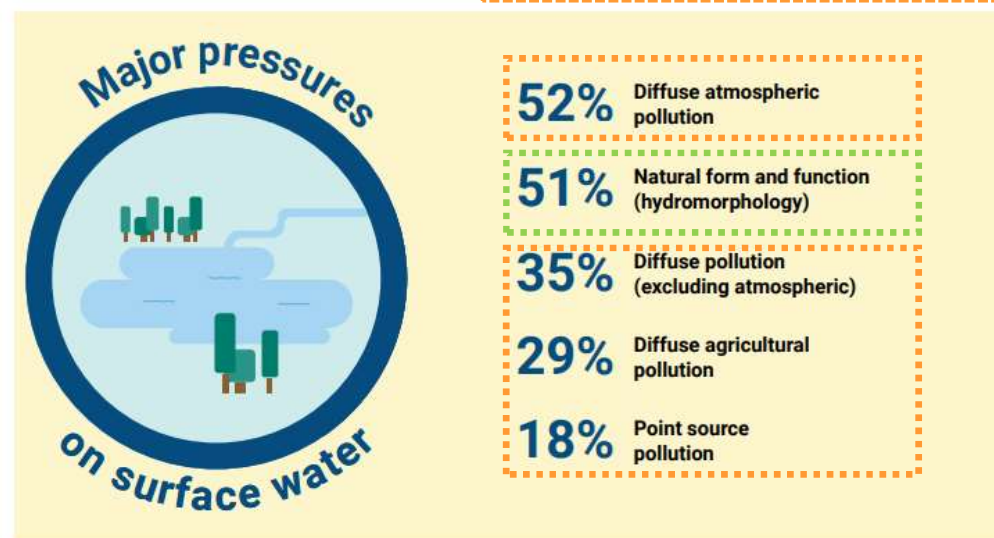 Major pressures
on surface water
52% Diffuse atmospheric
pollution
51% Natural form and function
(hydromorphology)
35% Diffuse pollution
(excluding atmospheric)
29% Diffuse agricultural
pollution
18% Point source
pollution